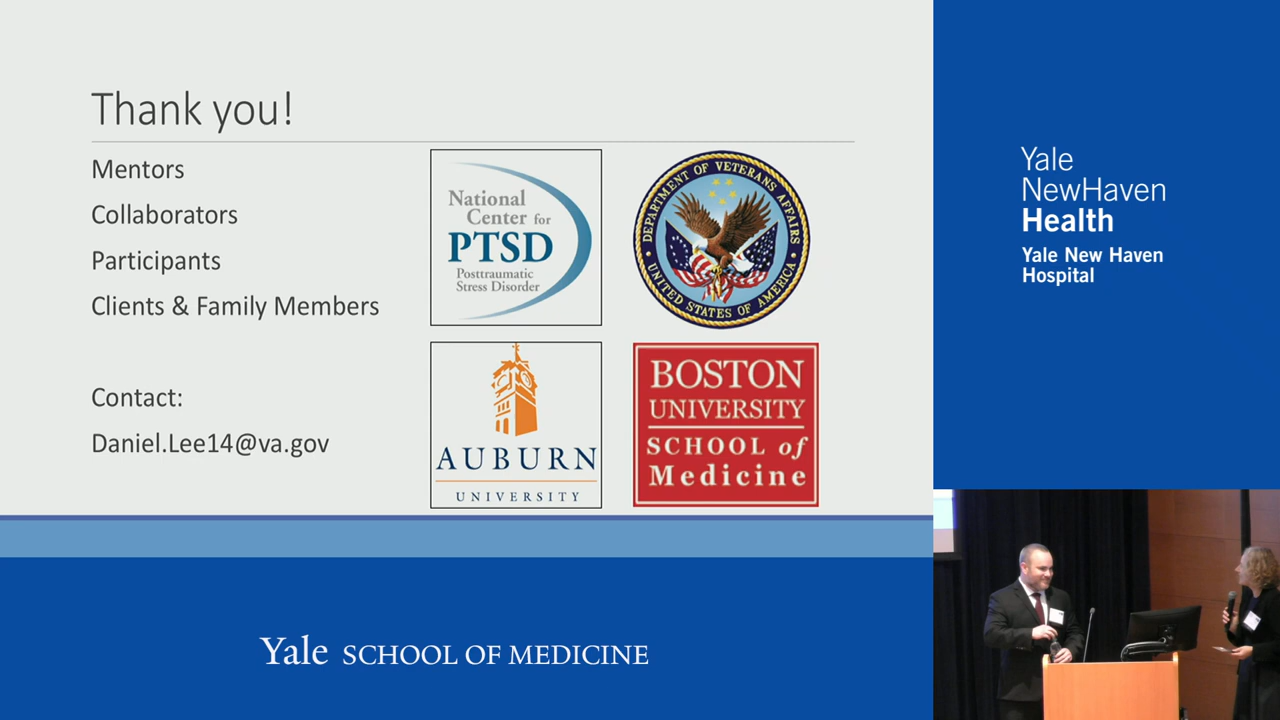 Thank you!
Mentors
Collaborators
Participants
Clients & Family Members
Contact:
Daniel.Lee14@va.gov
National
Center for
PTSD
Posttraumatic
Stress Disorder
DEPARTMENT OF VETERANS AFFAIRS
UNITED STATES OF AMERICA
AUBURN
UNIVERSITY
BOSTON
UNIVERSITY
SCHOOL of
Medicine
Yale
NewHaven
Health
Yale New Haven
Hospital
Yale SCHOOL OF MEDICINE